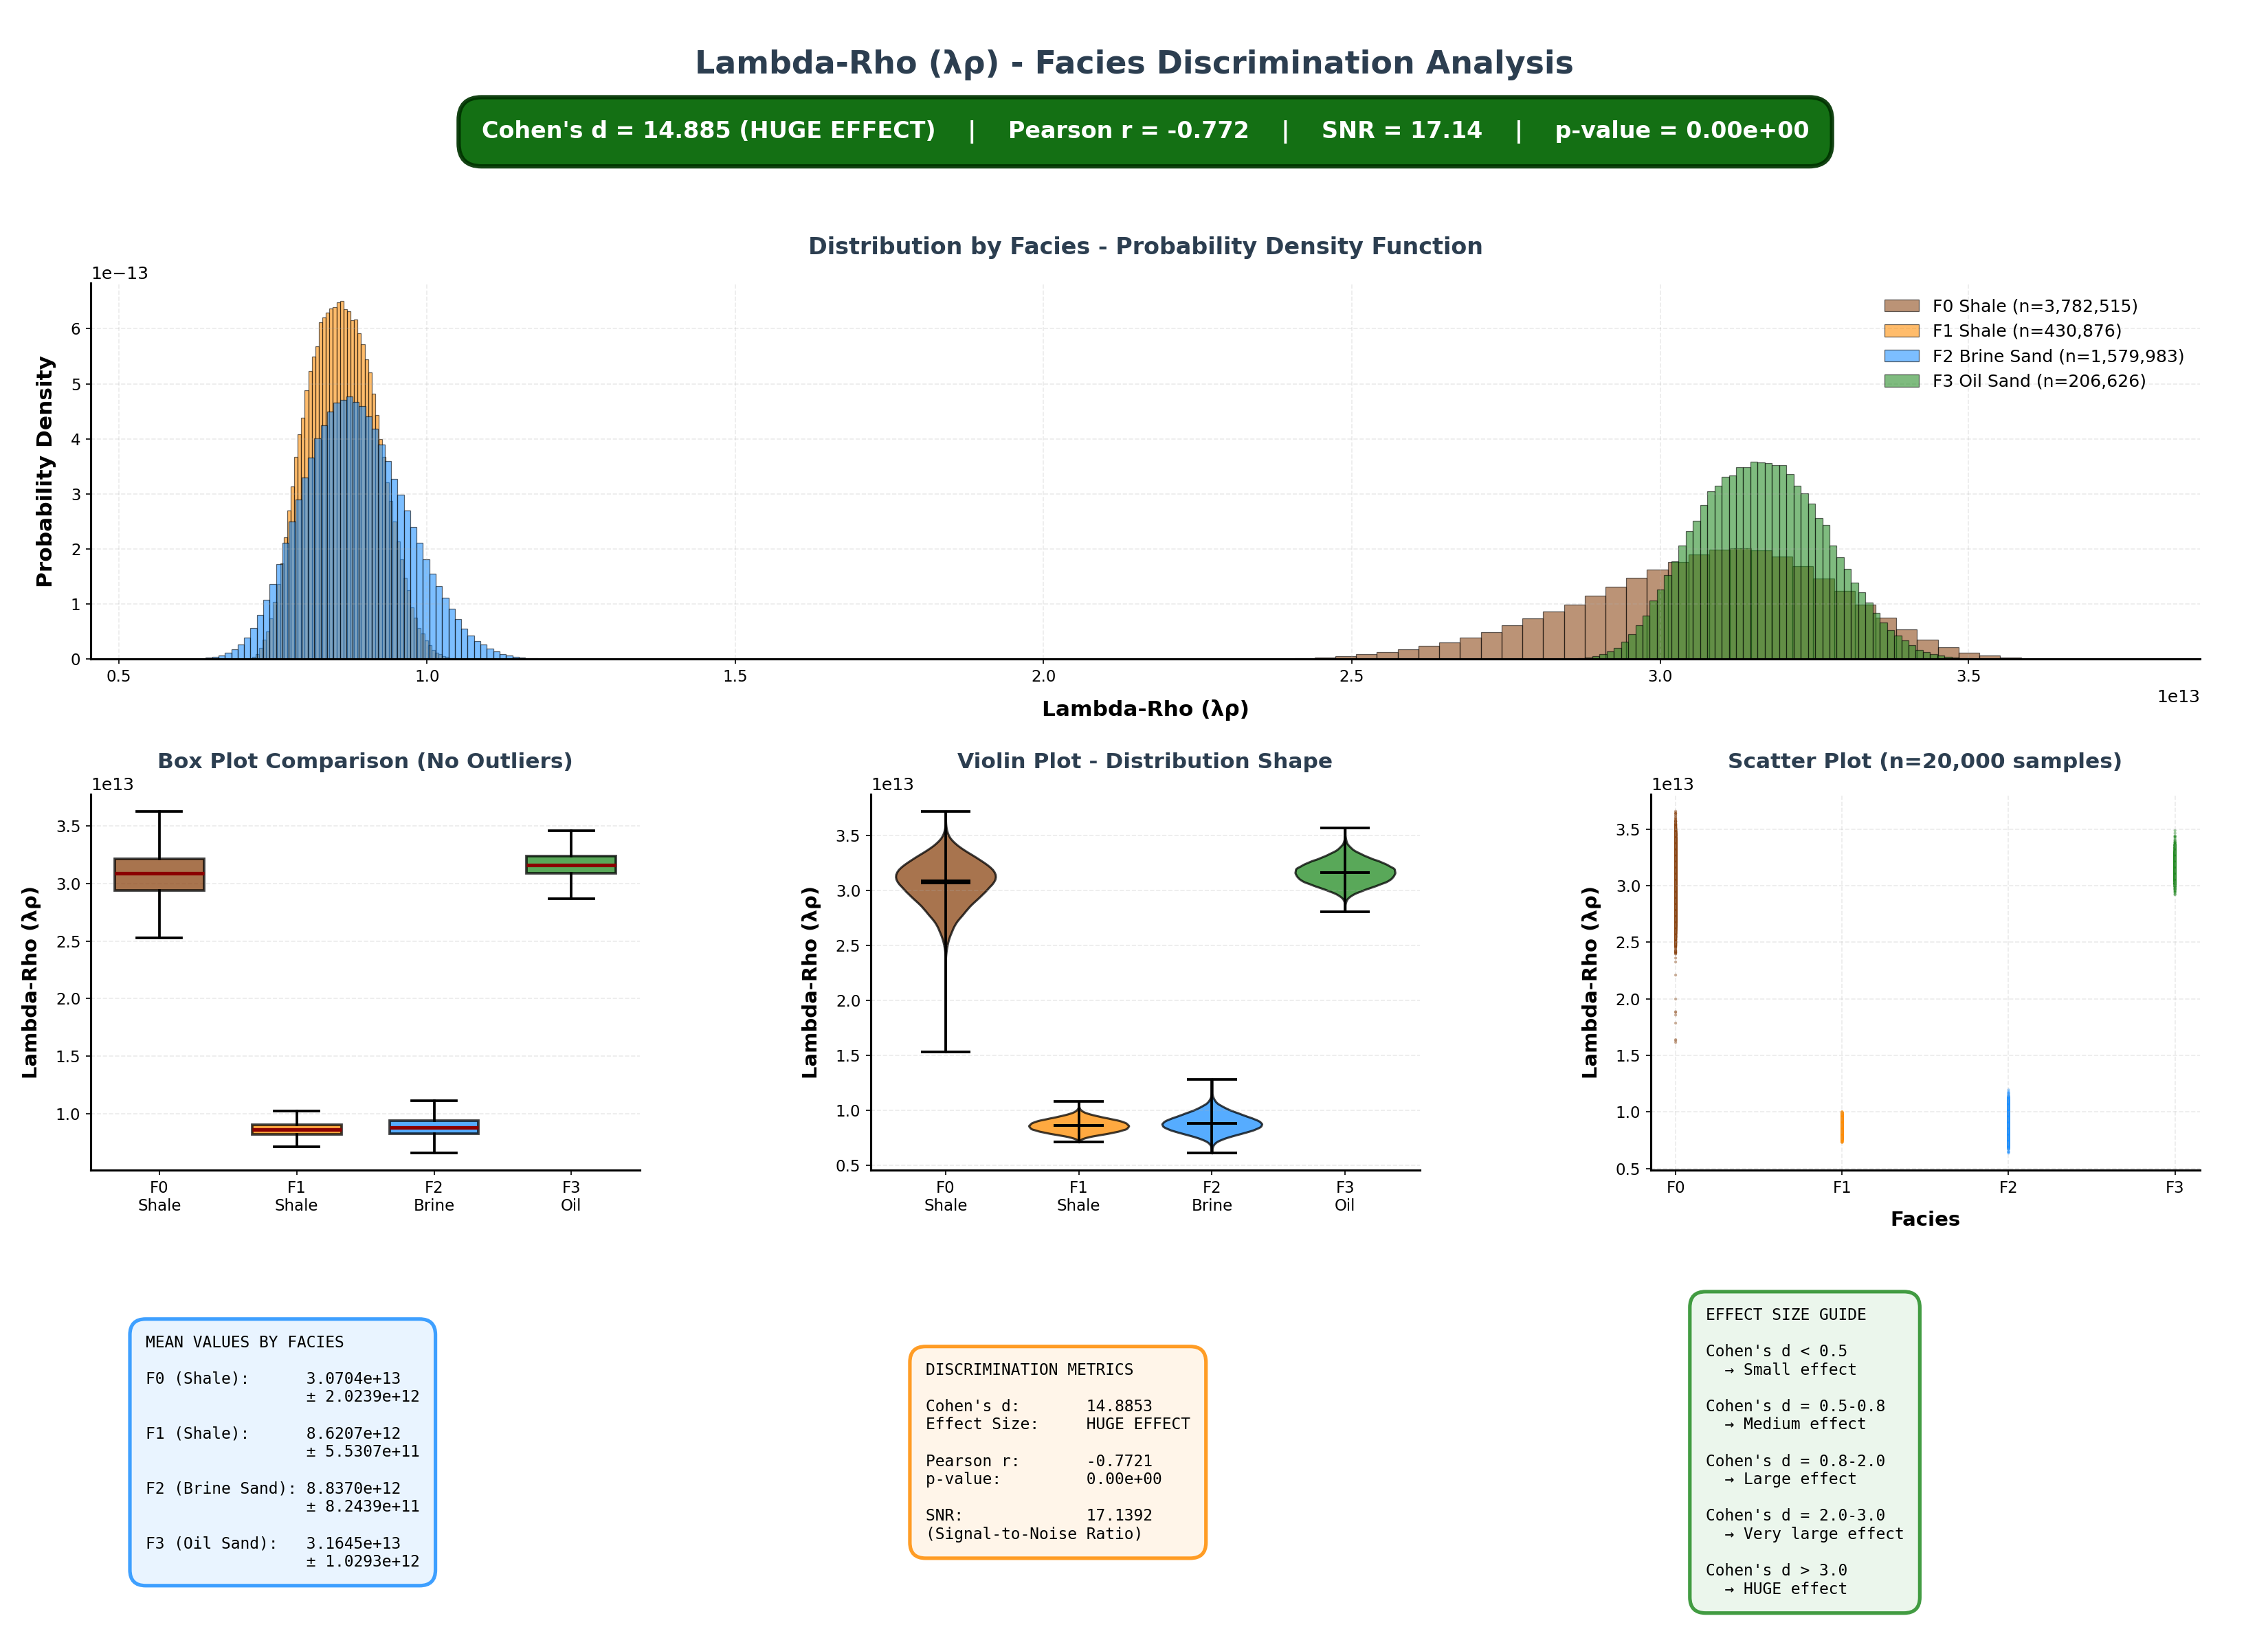 Lambda-Rho (λρ) - Facies Discrimination Analysis
Cohen's d = 14.885 (HUGE EFFECT) | Pearson r = -0.772 | SNR = 17.14 | p-value = 0.00e+00
Distribution by Facies - Probability Density Function
1e−13
F0 Shale (n=3,782,515)
F1 Shale (n=430,876)
F2 Brine Sand (n=1,579,983)
F3 Oil Sand (n=206,626)
Probability Density
6
5
4
3
2
1
0
0.5 1.0 1.5 2.0 2.5 3.0 3.5
1e13
Lambda-Rho (λρ)
Box Plot Comparison (No Outliers)
1e13
Lambda-Rho (λρ)
3.5
3.0
2.5
2.0
1.5
1.0
F0 F1 F2 F3
Shale Shale Brine Oil
Violin Plot - Distribution Shape
1e13
Lambda-Rho (λρ)
3.5
3.0
2.5
2.0
1.5
1.0
0.5
F0 F1 F2 F3
Shale Shale Brine Oil
Scatter Plot (n=20,000 samples)
1e13
Lambda-Rho (λρ)
3.5
3.0
2.5
2.0
1.5
1.0
0.5
F0 F1 F2 F3
Facies
MEAN VALUES BY FACIES
F0 (Shale): 3.0704e+13
± 2.0239e+12
F1 (Shale): 8.6207e+12
± 5.5307e+11
F2 (Brine Sand): 8.8370e+12
± 8.2439e+11
F3 (Oil Sand): 3.1645e+13
± 1.0293e+12
DISCRIMINATION METRICS
Cohen's d: 14.8853
Effect Size: HUGE EFFECT
Pearson r: -0.7721
p-value: 0.00e+00
SNR: 17.1392
(Signal-to-Noise Ratio)
EFFECT SIZE GUIDE
Cohen's d < 0.5
→ Small effect
Cohen's d = 0.5-0.8
→ Medium effect
Cohen's d = 0.8-2.0
→ Large effect
Cohen's d = 2.0-3.0
→ Very large effect
Cohen's d > 3.0
→ HUGE effect